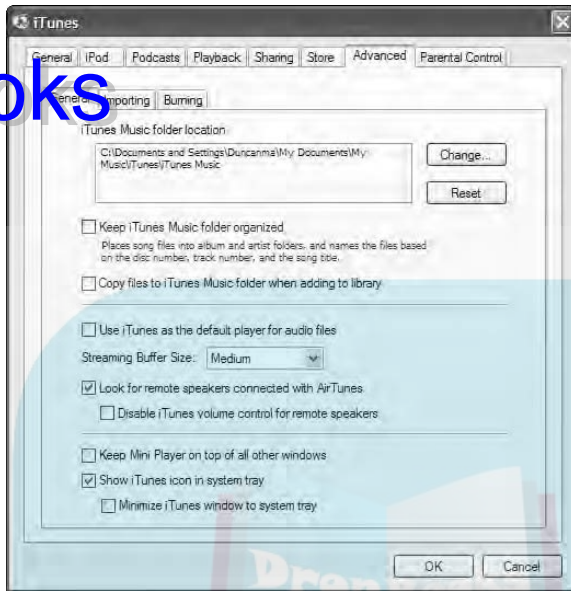 iTunes
General iPod Podcasts Playback Sharing Store Advanced Parental Control
oks
General Importing Burning
iTunes Music folder location
C:\Documents and Settings\Duncanma\My Documents\My
Music\iTunes\iTunes Music
Change...
Reset
Keep iTunes Music folder organized
Places song files into album and artist folders, and names the files based
on the disc number, track number, and the song title.
Copy files to iTunes Music folder when adding to library
Use iTunes as the default player for audio files
Streaming Buffer Size: Medium
Look for remote speakers connected with AirTunes
Disable iTunes volume control for remote speakers
Keep Mini Player on top of all other windows
Show iTunes icon in system tray
Minimize iTunes window to system tray
OK Cancel